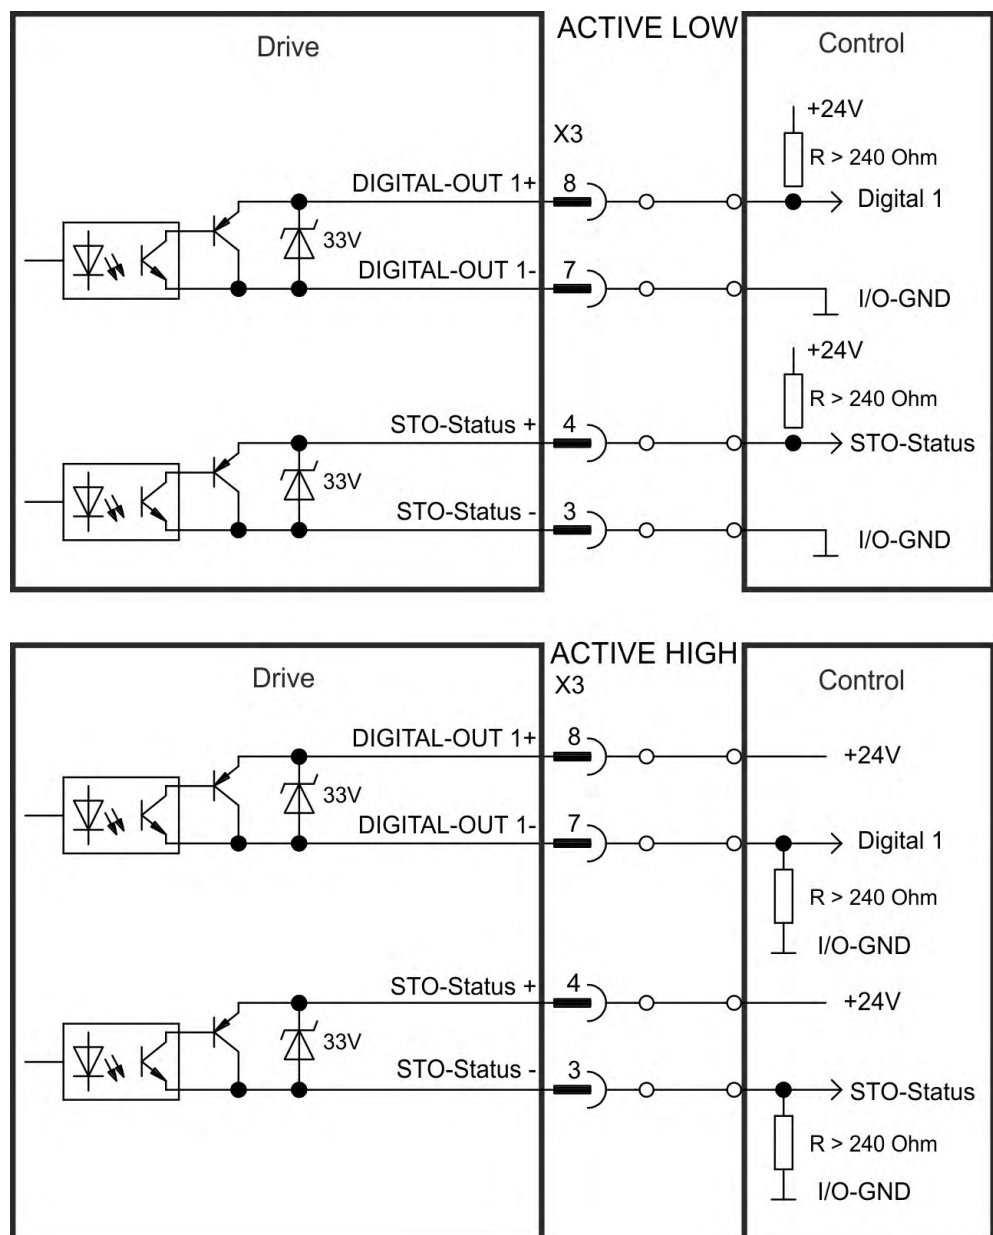 ACTIVE LOW
Drive
Control
+24V
X3
R > 240 Ohm
DIGITAL-OUT 1+
8
Digital 1
33V
DIGITAL-OUT 1-
7
I/O-GND
+24V
R > 240 Ohm
STO-Status +
4
STO-Status
33V
STO-Status -
3
I/O-GND
ACTIVE HIGH
Drive
X3
Control
DIGITAL-OUT 1+
8
+24V
33V
DIGITAL-OUT 1-
7
Digital 1
R > 240 Ohm
I/O-GND
STO-Status +
4
+24V
33V
STO-Status -
3
STO-Status
R > 240 Ohm
I/O-GND